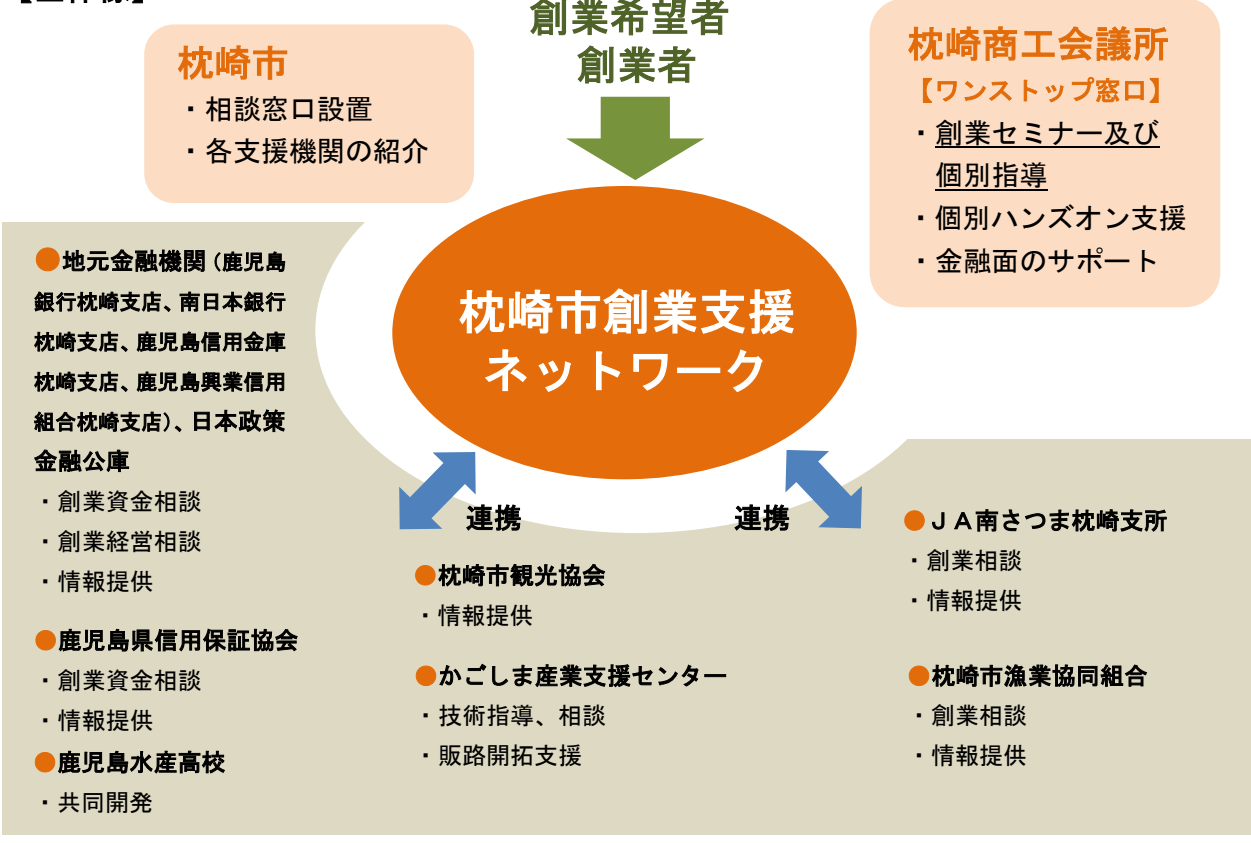 【全体像】
創業希望者
創業者
枕崎市
・相談窓口設置
・各支援機関の紹介
枕崎商工会議所
【ワンストップ窓口】
・創業セミナー及び
個別指導
・個別ハンズオン支援
・金融面のサポート
枕崎市創業支援
ネットワーク
●地元金融機関（鹿児島
銀行枕崎支店、南日本銀行
枕崎支店、鹿児島信用金庫
枕崎支店、鹿児島興業信用
組合枕崎支店）、日本政策
金融公庫
・創業資金相談
・創業経営相談
・情報提供
●鹿児島県信用保証協会
・創業資金相談
・情報提供
●鹿児島水産高校
・共同開発
連携
連携
●枕崎市観光協会
・情報提供
●かごしま産業支援センター
・技術指導、相談
・販路開拓支援
●ＪＡ南さつま枕崎支所
・創業相談
・情報提供
●枕崎市漁業協同組合
・創業相談
・情報提供